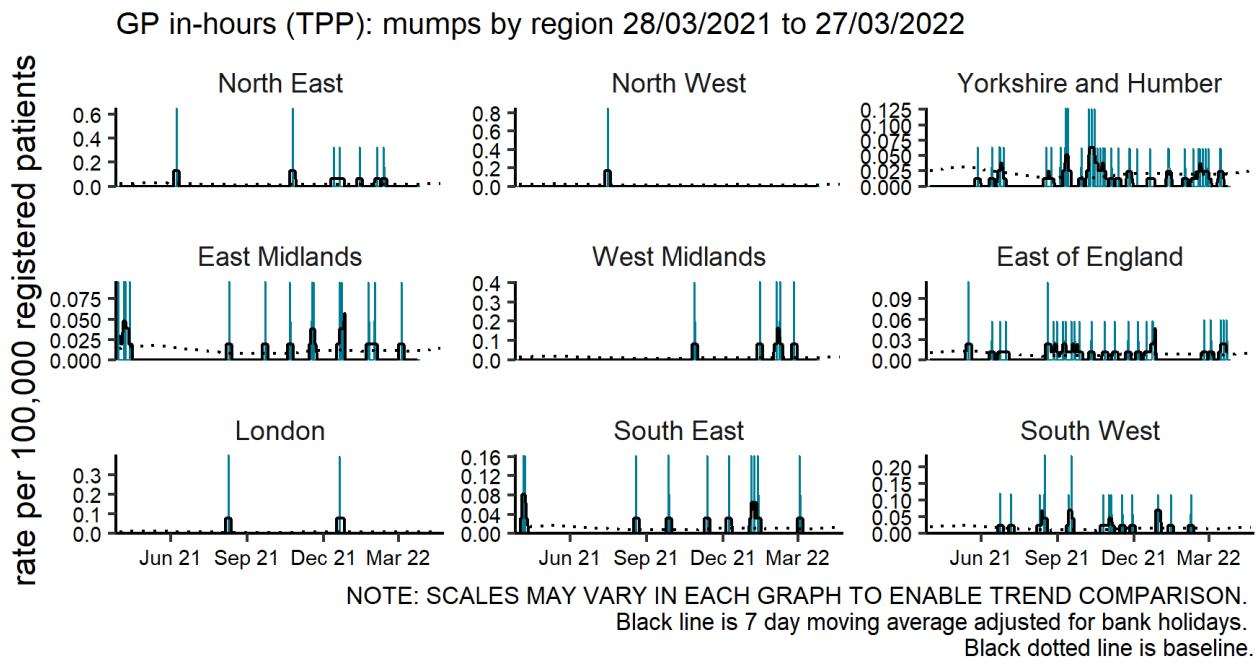 GP in-hours (TPP): mumps by region 28/03/2021 to 27/03/2022
rate per 100,000 registered patients
North East
0.6
0.4
0.2
0.0
North West
0.8
0.6
0.4
0.2
0.0
Yorkshire and Humber
0.125
0.100
0.075
0.050
0.025
0.000
East Midlands
0.075
0.050
0.025
0.000
West Midlands
0.4
0.3
0.2
0.1
0.0
East of England
0.09
0.06
0.03
0.00
London
0.3
0.2
0.1
0.0
Jun 21 Sep 21 Dec 21 Mar 22
South East
0.16
0.12
0.08
0.04
0.00
Jun 21 Sep 21 Dec 21 Mar 22
South West
0.20
0.15
0.10
0.05
0.00
Jun 21 Sep 21 Dec 21 Mar 22
NOTE: SCALES MAY VARY IN EACH GRAPH TO ENABLE TREND COMPARISON.
Black line is 7 day moving average adjusted for bank holidays.
Black dotted line is baseline.